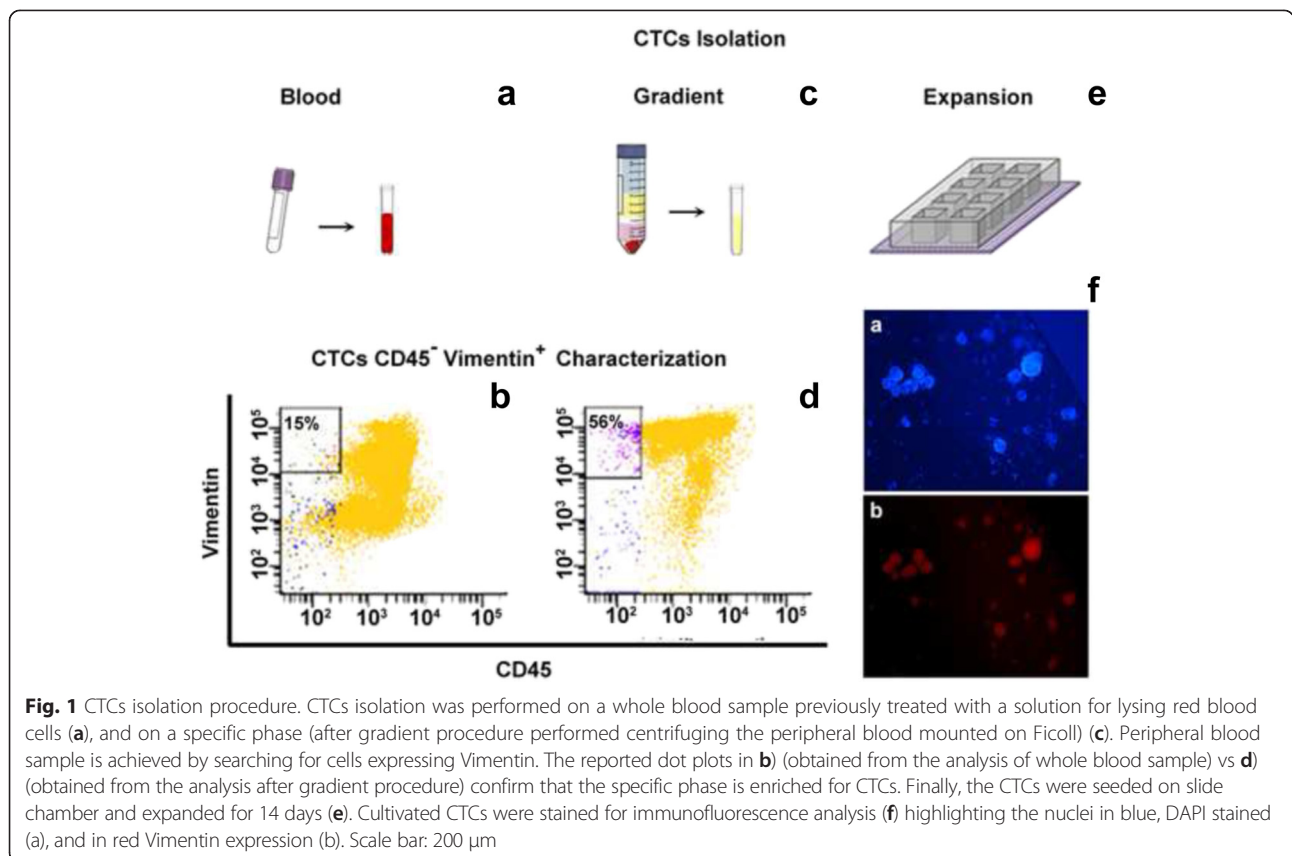 CTCs Isolation
Blood
a
Gradient
c
Expansion
e
f
a
CTCs CD45⁻ Vimentin⁺ Characterization
b
d
Vimentin
15%
10⁵
10⁴
10³
10²
10² 10³ 10⁴ 10⁵
56%
10⁵
10⁴
10³
10²
10² 10³ 10⁴ 10⁵
CD45
b
Fig. 1 CTCs isolation procedure. CTCs isolation was performed on a whole blood sample previously treated with a solution for lysing red blood
cells (a), and on a specific phase (after gradient procedure performed centrifuging the peripheral blood mounted on Ficoll) (c). Peripheral blood
sample is achieved by searching for cells expressing Vimentin. The reported dot plots in b) (obtained from the analysis of whole blood sample) vs d)
(obtained from the analysis after gradient procedure) confirm that the specific phase is enriched for CTCs. Finally, the CTCs were seeded on slide
chamber and expanded for 14 days (e). Cultivated CTCs were stained for immunofluorescence analysis (f) highlighting the nuclei in blue, DAPI stained
(a), and in red Vimentin expression (b). Scale bar: 200 μm